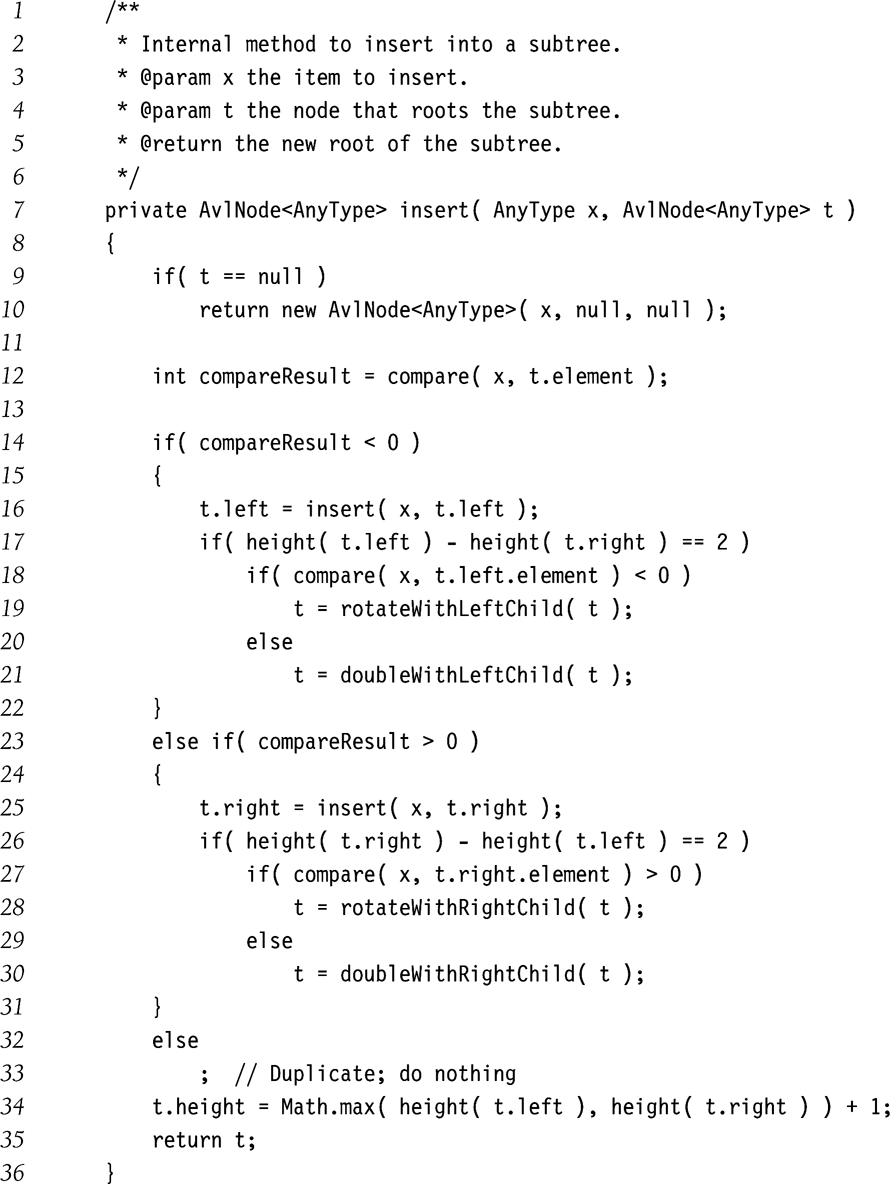 1 /**
2 * Internal method to insert into a subtree.
3 * @param x the item to insert.
4 * @param t the node that roots the subtree.
5 * @return the new root of the subtree.
6 */
7 private AvlNode<AnyType> insert( AnyType x, AvlNode<AnyType> t )
8 {
9 if( t == null )
10 return new AvlNode<AnyType>( x, null, null );
11
12 int compareResult = compare( x, t.element );
13
14 if( compareResult < 0 )
15 {
16 t.left = insert( x, t.left );
17 if( height( t.left ) - height( t.right ) == 2 )
18 if( compare( x, t.left.element ) < 0 )
19 t = rotateWithLeftChild( t );
20 else
21 t = doubleWithLeftChild( t );
22 }
23 else if( compareResult > 0 )
24 {
25 t.right = insert( x, t.right );
26 if( height( t.right ) - height( t.left ) == 2 )
27 if( compare( x, t.right.element ) > 0 )
28 t = rotateWithRightChild( t );
29 else
30 t = doubleWithRightChild( t );
31 }
32 else
33 ; // Duplicate; do nothing
34 t.height = Math.max( height( t.left ), height( t.right ) ) + 1;
35 return t;
36 }